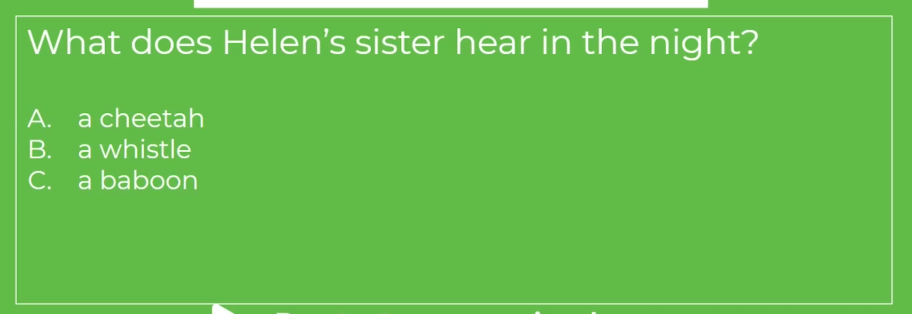 What does Helen’s sister hear in the night?
A. a cheetah
B. a whistle
C. a baboon